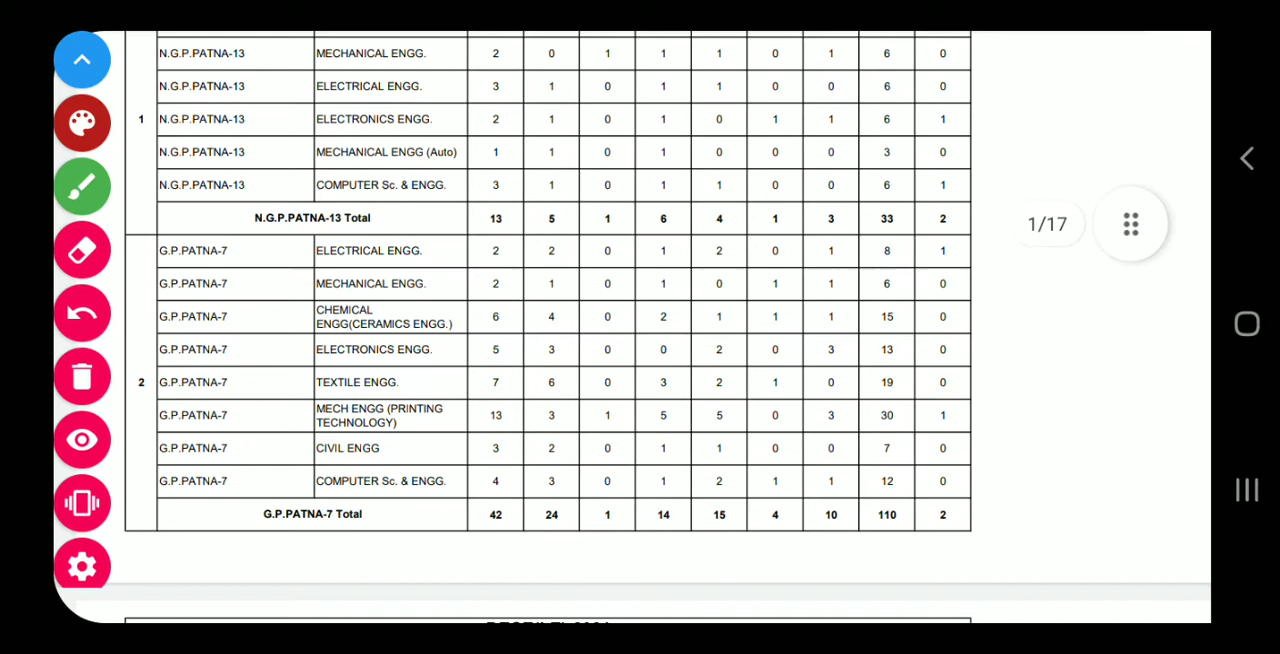 N.G.P.PATNA-13 MECHANICAL ENGG. 2 0 1 1 1 0 1 6 0
N.G.P.PATNA-13 ELECTRICAL ENGG. 3 1 0 1 1 0 0 6 0
1 N.G.P.PATNA-13 ELECTRONICS ENGG. 2 1 0 1 0 1 1 6 1
N.G.P.PATNA-13 MECHANICAL ENGG (Auto) 1 1 0 1 0 0 0 3 0
N.G.P.PATNA-13 COMPUTER Sc. & ENGG. 3 1 0 1 1 0 0 6 1
N.G.P.PATNA-13 Total 13 5 1 6 4 1 3 33 2
1/17
G.P.PATNA-7 ELECTRICAL ENGG. 2 2 0 1 2 0 1 8 1
G.P.PATNA-7 MECHANICAL ENGG. 2 1 0 1 0 1 1 6 0
G.P.PATNA-7 CHEMICAL
ENGG(CERAMICS ENGG.) 6 4 0 2 1 1 1 15 0
G.P.PATNA-7 ELECTRONICS ENGG. 5 3 0 0 2 0 3 13 0
2 G.P.PATNA-7 TEXTILE ENGG. 7 6 0 3 2 1 0 19 0
G.P.PATNA-7 MECH ENGG (PRINTING
TECHNOLOGY) 13 3 1 5 5 0 3 30 1
G.P.PATNA-7 CIVIL ENGG 3 2 0 1 1 0 0 7 0
G.P.PATNA-7 COMPUTER Sc. & ENGG. 4 3 0 1 2 1 1 12 0
G.P.PATNA-7 Total 42 24 1 14 15 4 10 110 2